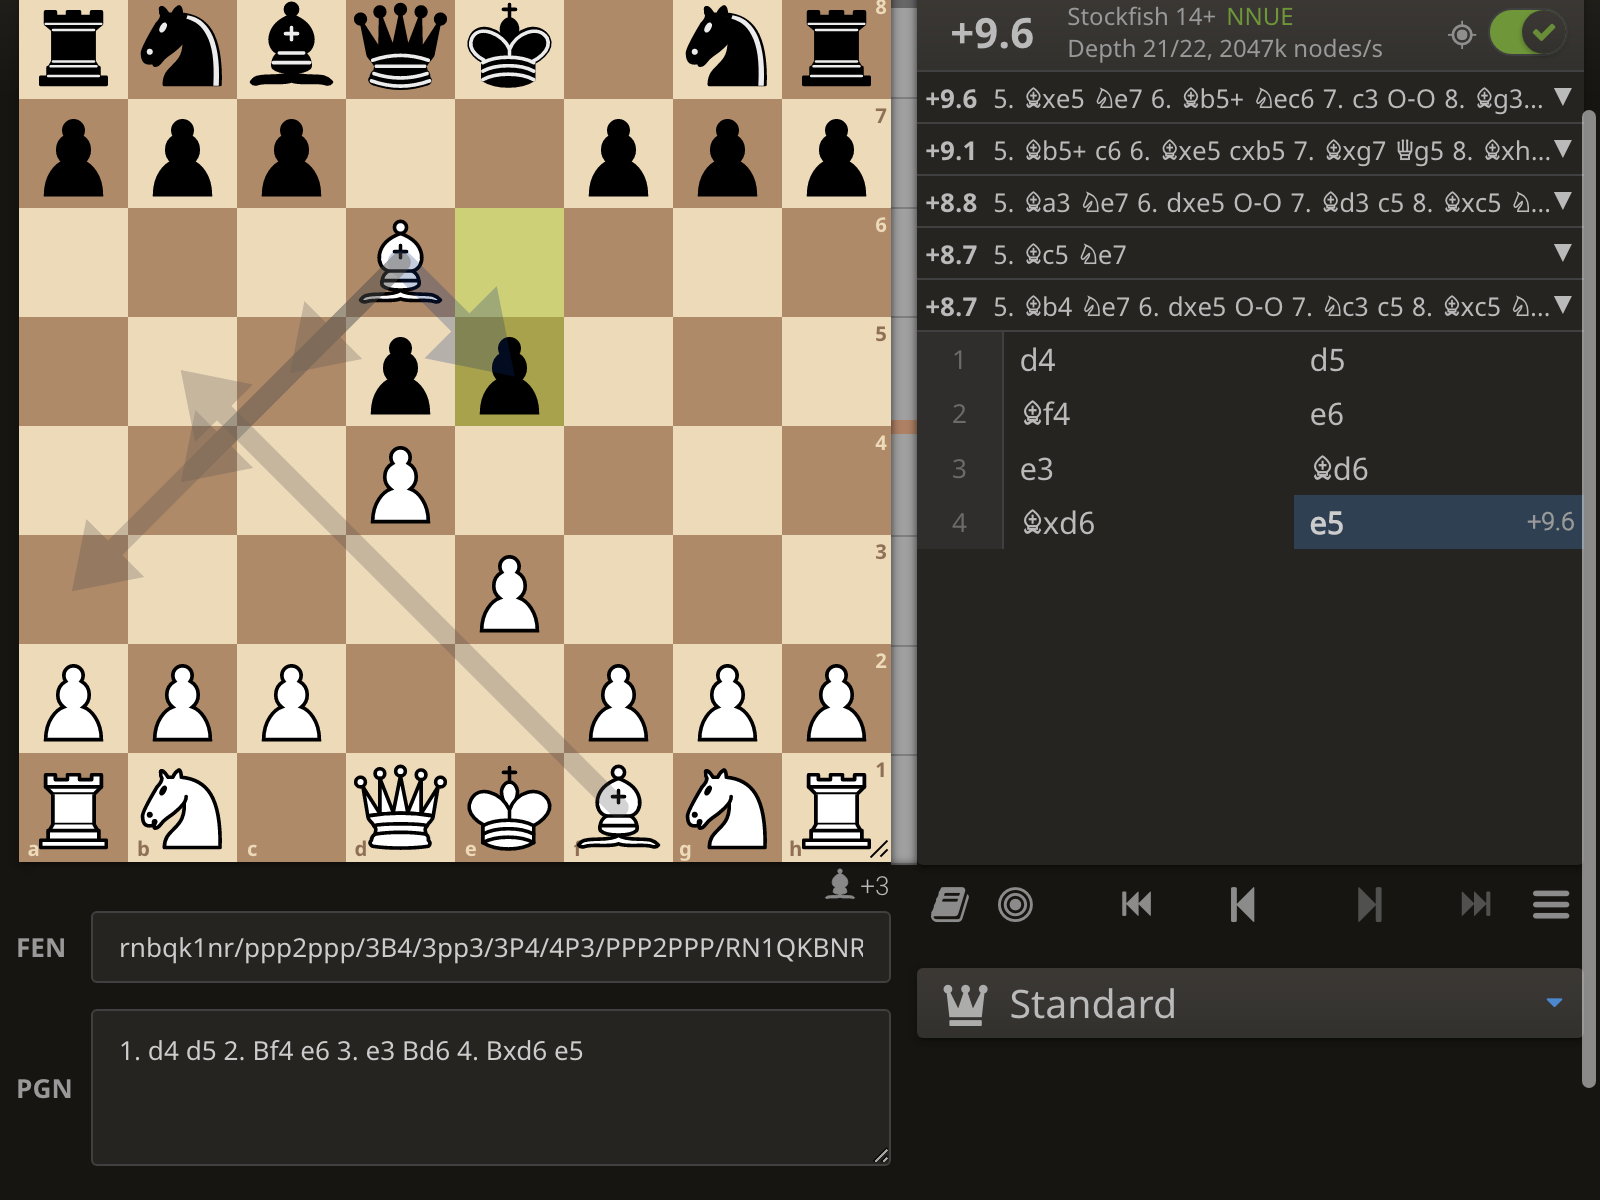 8
7
6
5
4
3
2
1
a b c d e f g h
+3
FEN
rnbqk1nr/ppp2ppp/3B4/3pp3/3P4/4P3/PPP2PPP/RN1QKBNR
PGN
1. d4 d5 2. Bf4 e6 3. e3 Bd6 4. Bxd6 e5
+9.6
Stockfish 14+ NNUE
Depth 21/22, 2047k nodes/s
+9.6 5. ♗xe5 ♘e7 6. ♗b5+ ♘ec6 7. c3 O-O 8. ♗g3...
+9.1 5. ♗b5+ c6 6. ♗xe5 cxb5 7. ♗xg7 ♕g5 8. ♗xh...
+8.8 5. ♗a3 ♘e7 6. dxe5 O-O 7. ♗d3 c5 8. ♗xc5 ♘...
+8.7 5. ♗c5 ♘e7
+8.7 5. ♗b4 ♘e7 6. dxe5 O-O 7. ♘c3 c5 8. ♗xc5 ♘...
1 d4 d5
2 ♗f4 e6
3 e3 ♗d6
4 ♗xd6 e5 +9.6
Standard